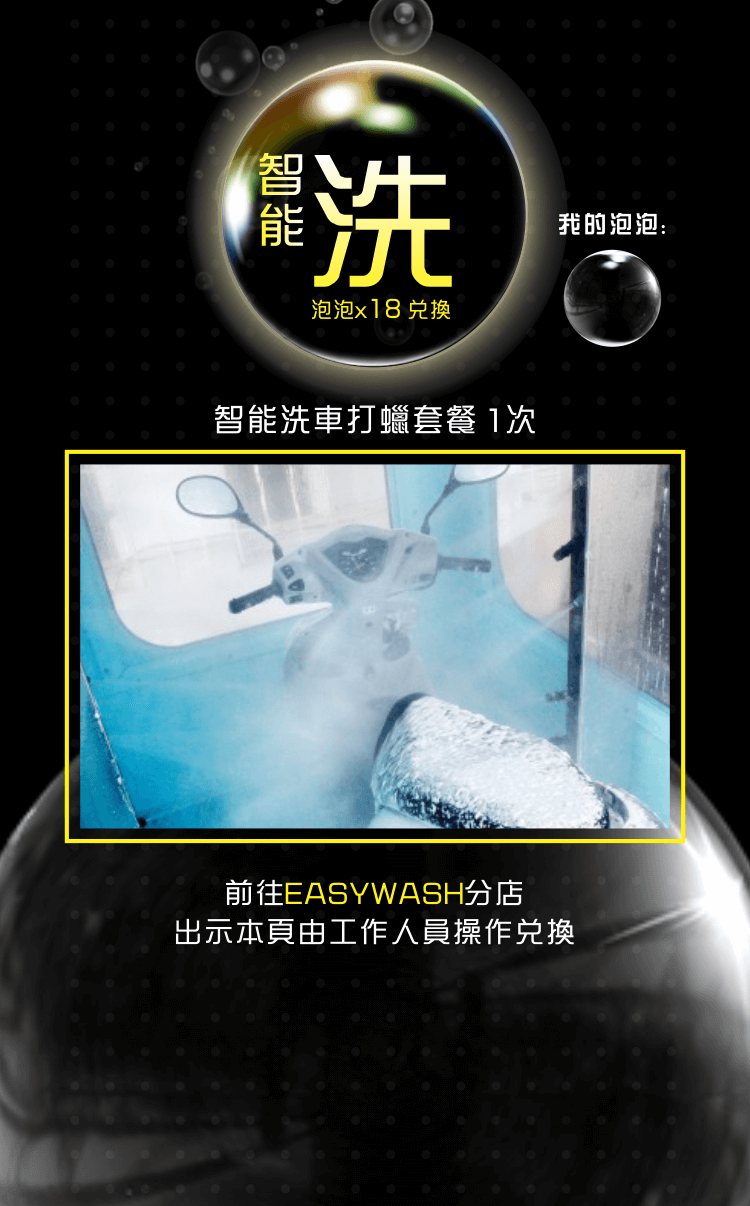 智能
洗
泡泡x18 兌換
我的泡泡:
智能洗車打蠟套餐 1次
前往EASYWASH分店
出示本頁由工作人員操作兌換